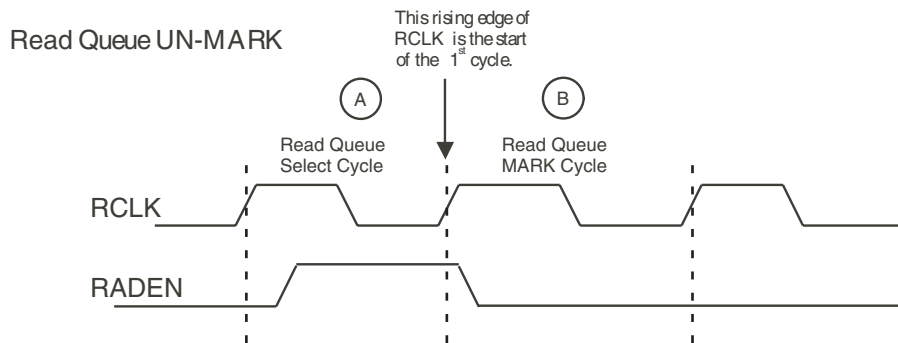 Read Queue UN-MARK
This rising edge of
RCLK is the start
of the 1st cycle.
A
B
Read Queue
Select Cycle
Read Queue
MARK Cycle
RCLK
RADEN